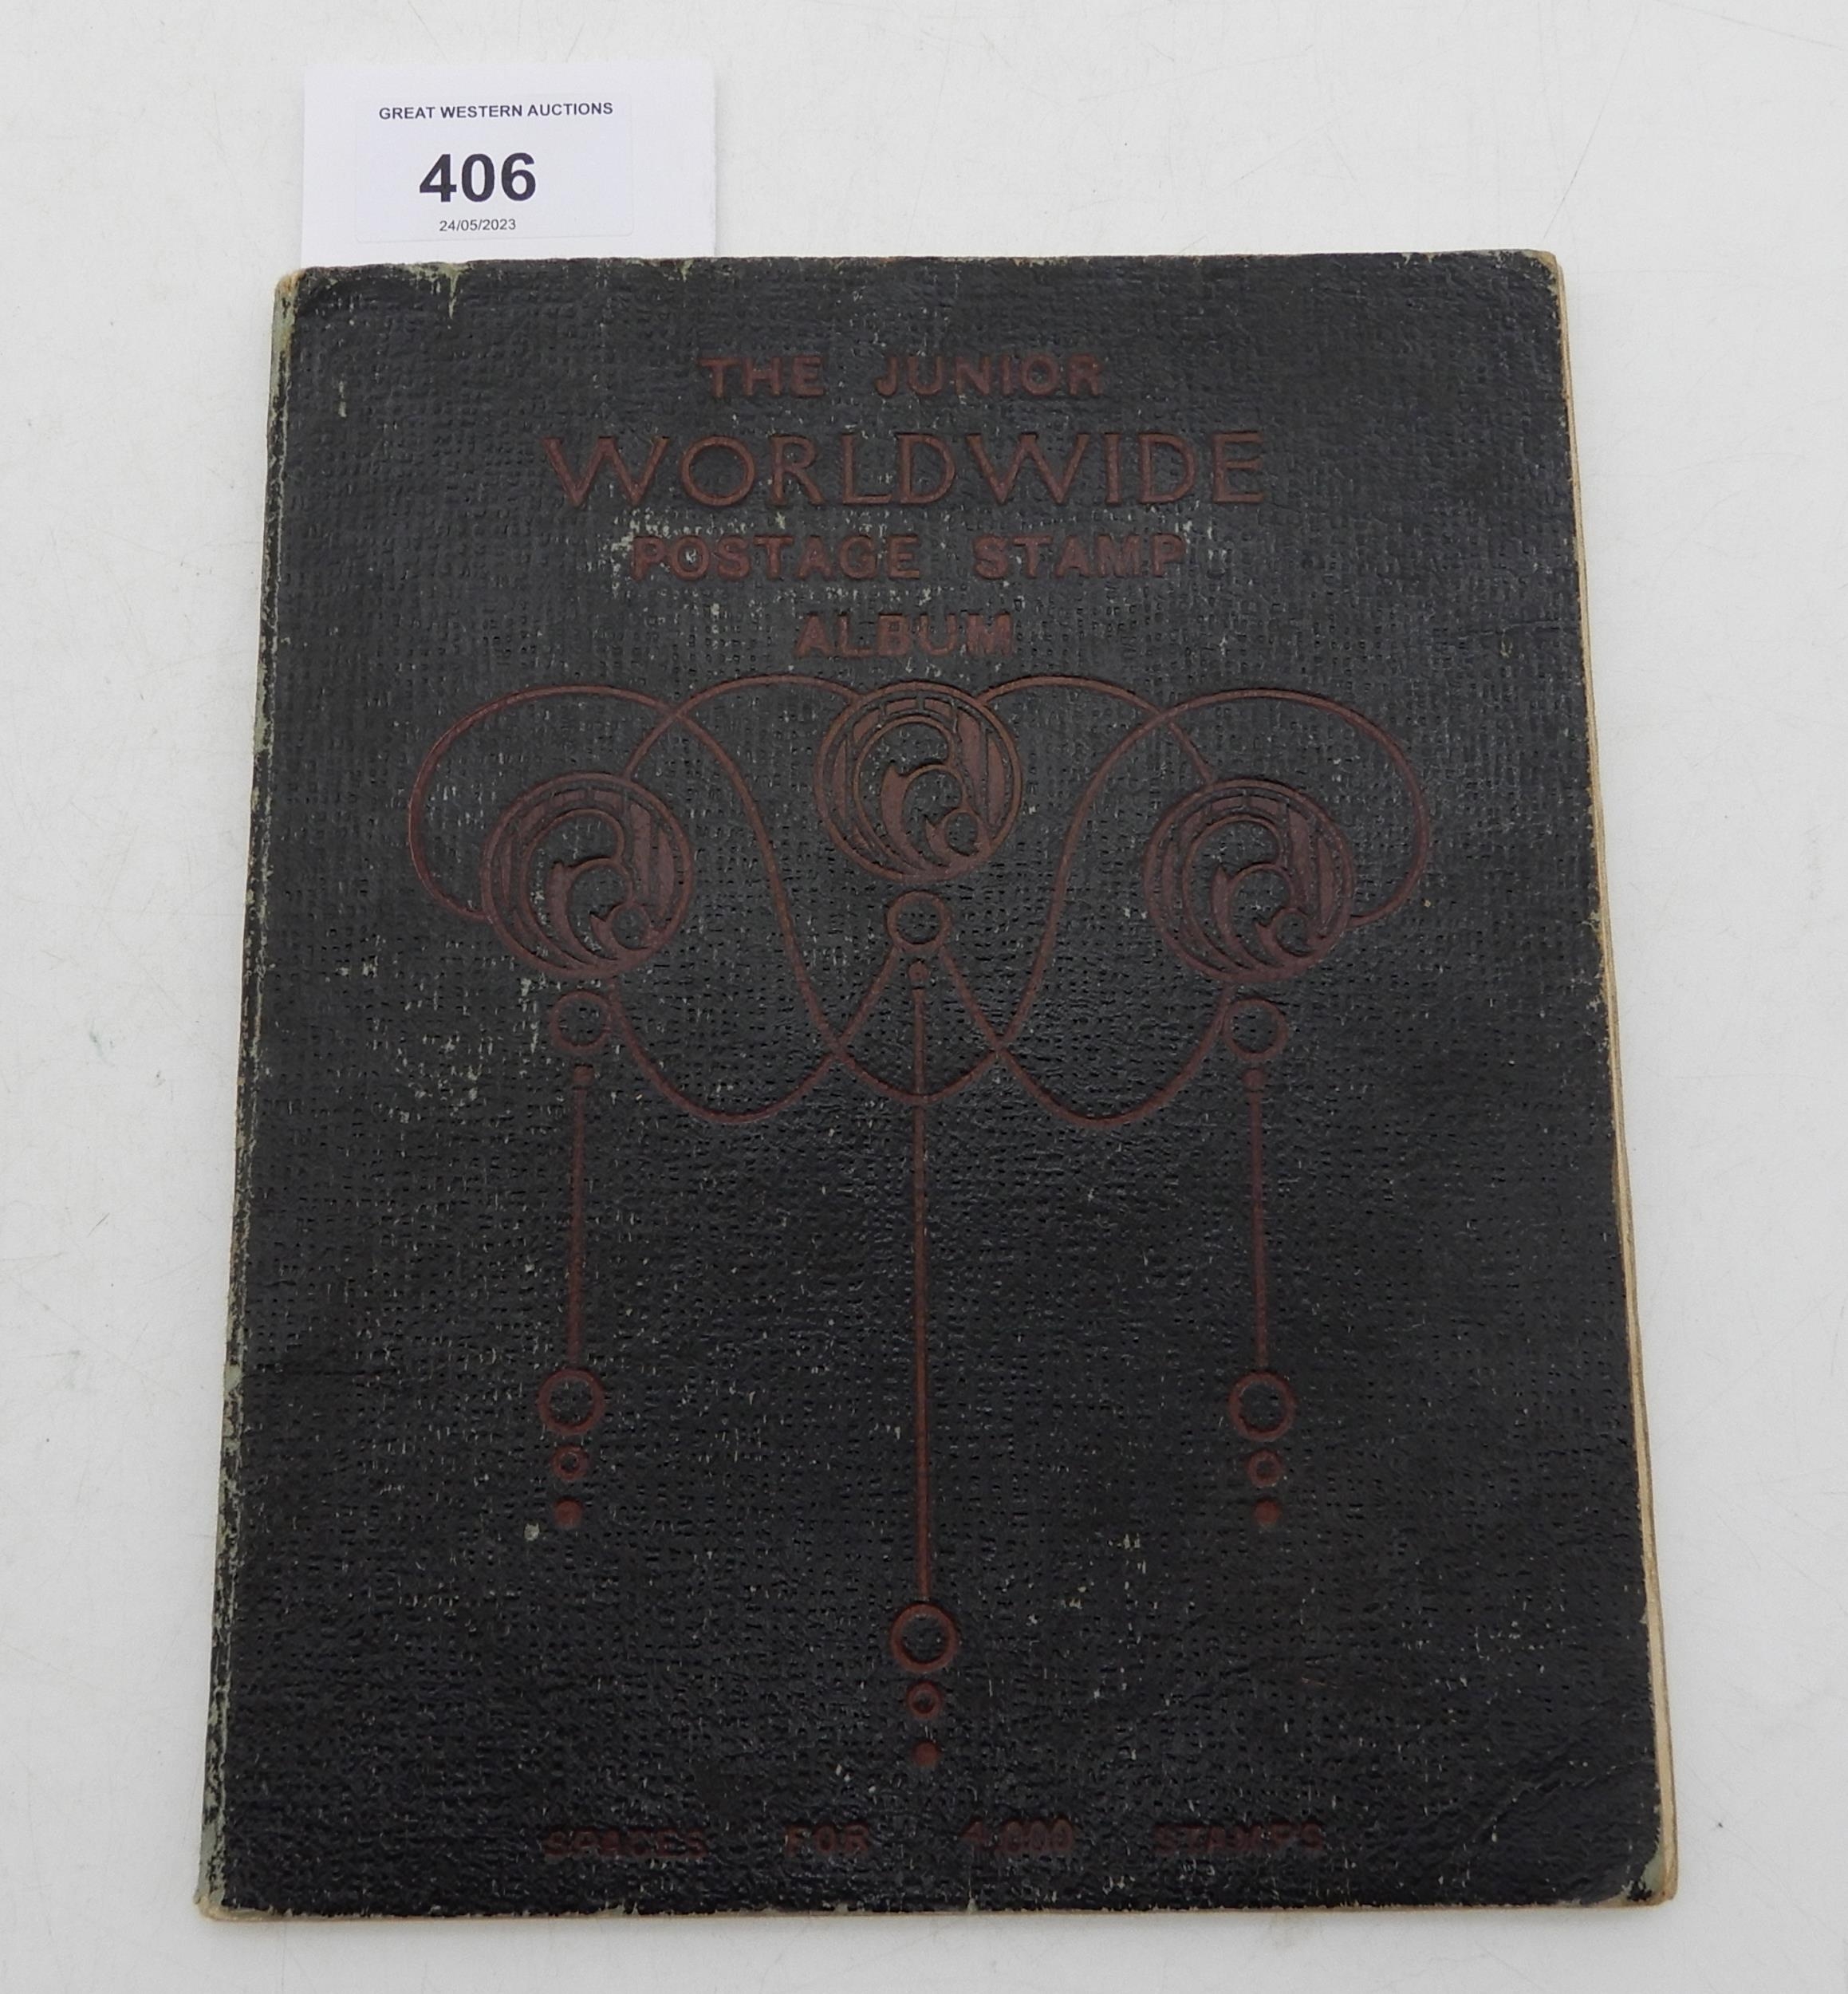 GREAT WESTERN AUCTIONS
406
24/05/2023
THE JUNIOR
WORLDWIDE
POSTAGE STAMP
ALBUM
SPACES FOR 4,000 STAMPS